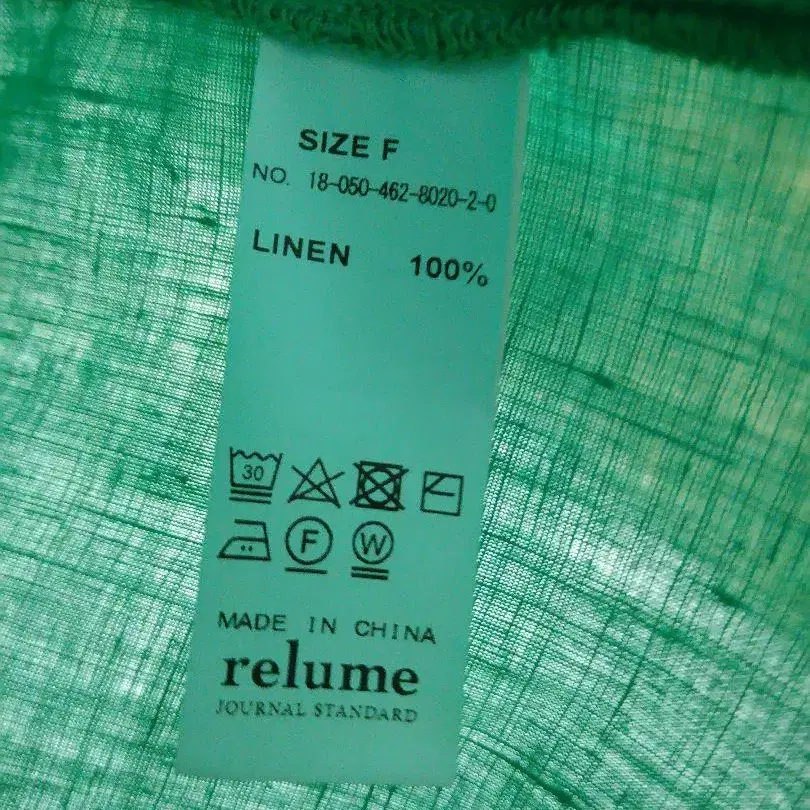 SIZE F
NO. 18-050-462-8020-2-0
LINEN 100%
30
F W
MADE IN CHINA
relume
JOURNAL STANDARD